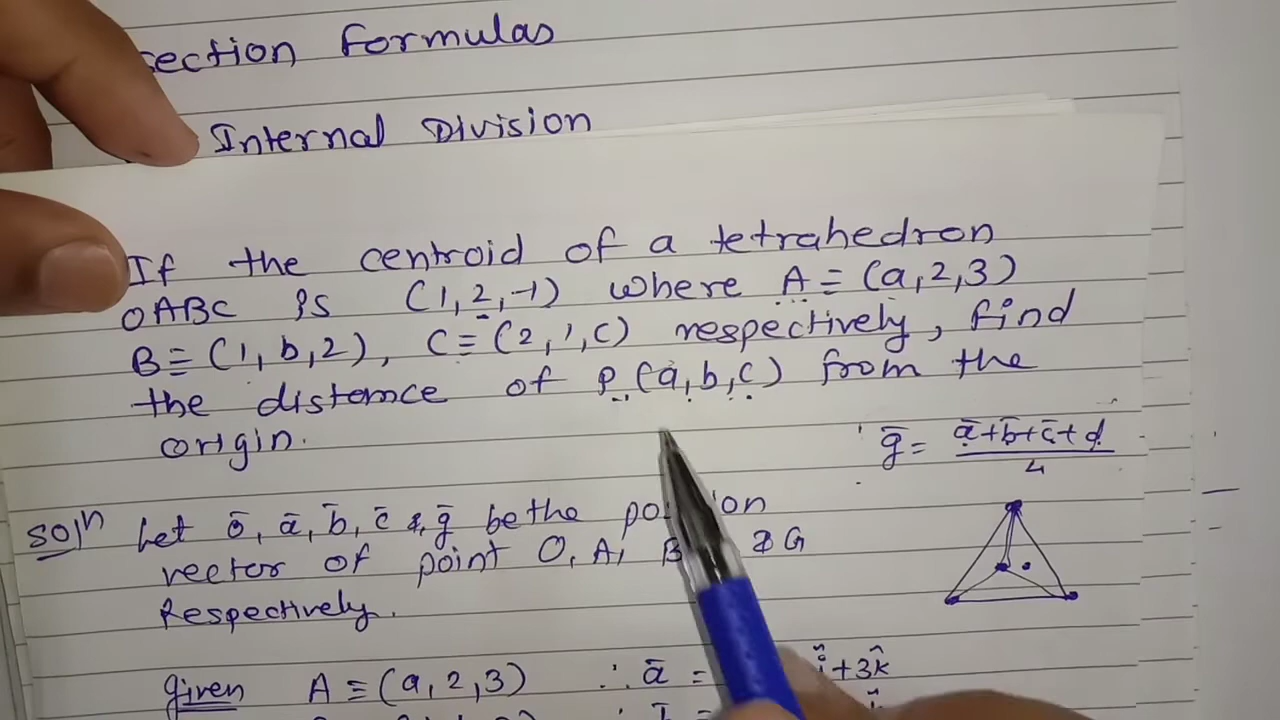 section Formulas
Internal Division
If the centroid of a tetrahedron
OABC is (1,2,-1) where A = (a,2,3)
B ≡ (1, b, 2), C ≡ (2, 1, c) respectively, find
the distance of P (a, b, c) from the
origin.
ḡ = ā+b̄+c̄+d̄ / 4
Solⁿ Let ō, ā, b̄, c̄ & ḡ be the
vector of point O, A, B & G
Respectively.
given A ≡ (a, 2, 3) ∴ ā = ĵ+3k̂